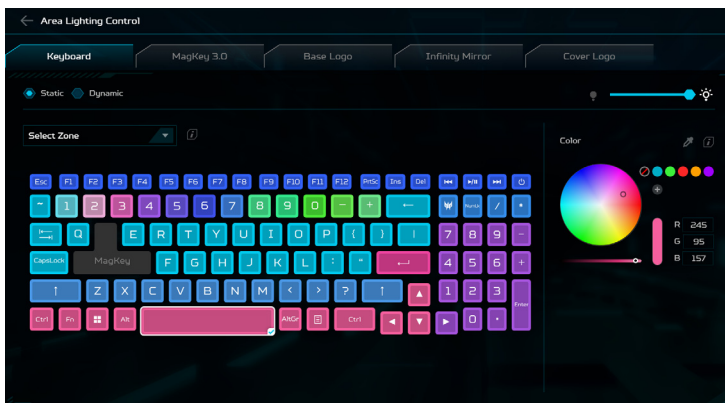 Area Lighting Control
Keyboard MagKey 3.0 Base Logo Infinity Mirror Cover Logo
Static Dynamic
Select Zone i Color i
Esc F1 F2 F3 F4 F5 F6 F7 F8 F9 F10 F11 F12 PrtSc Ins Del
~ 1 2 3 4 5 6 7 8 9 0 - + ← NumLk / *
Q E R T Y U I O P { } | 7 8 9 -
CapsLock MagKey F G H J K L : " 4 5 6 +
Z X C V B N M < > ? 1 2 3 Enter
Ctrl Fn Alt AltGr Ctrl 0 .
R 245
G 95
B 157